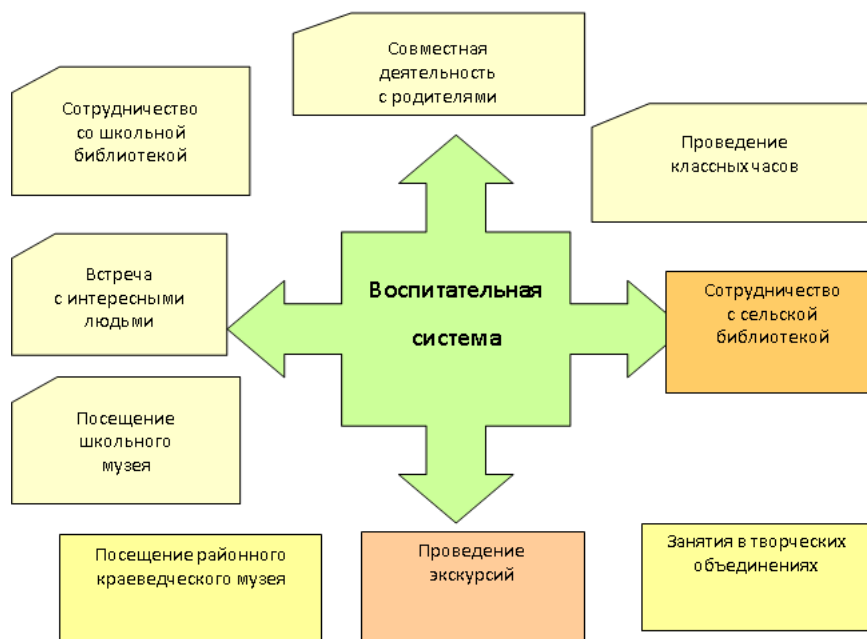 Совместная
деятельность
с родителями
Сотрудничество
со школьной
библиотекой
Проведение
классных часов
Встреча
с интересными
людьми
Воспитательная
система
Сотрудничество
с сельской
библиотекой
Посещение
школьного
музея
Посещение районного
краеведческого музея
Проведение
экскурсий
Занятия в творческих
объединениях